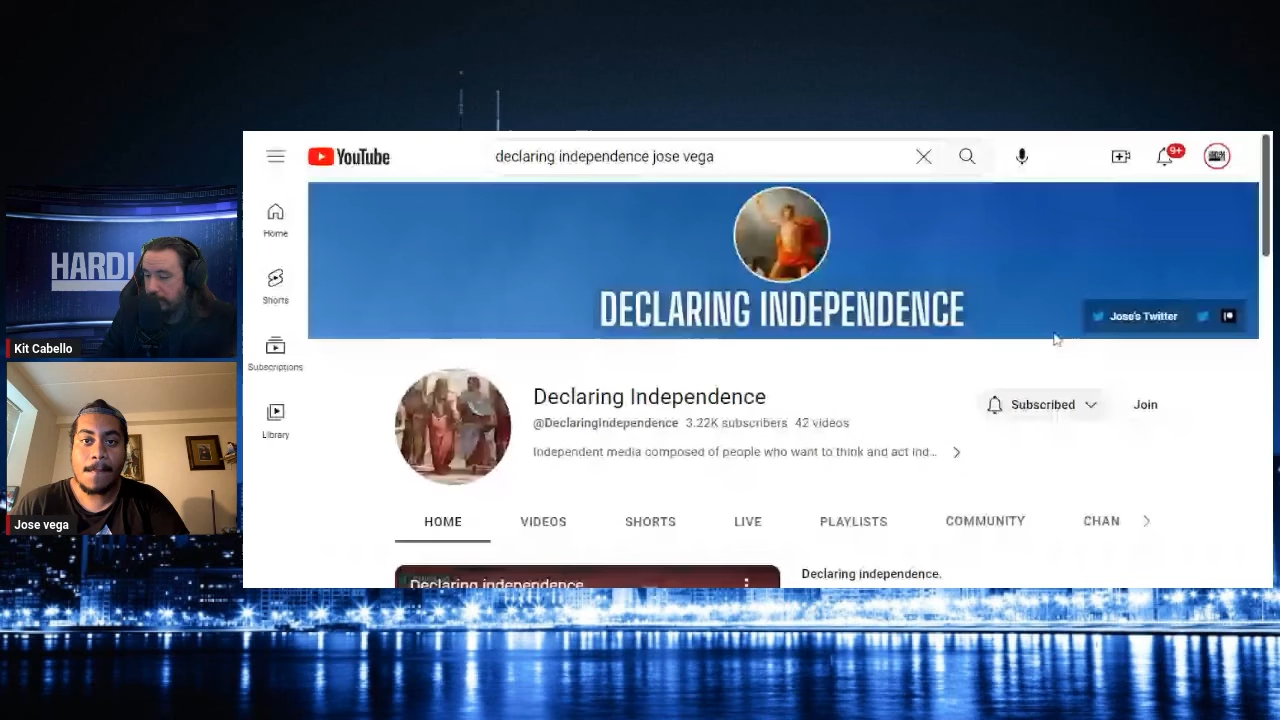 YouTube
declaring independence jose vega
9+
Home
Shorts
Subscriptions
Library
DECLARING INDEPENDENCE
Jose's Twitter
HARDL
Kit Cabello
Jose vega
Declaring Independence
@DeclaringIndependence 3.22K subscribers 42 videos
Independent media composed of people who want to think and act ind...
Subscribed
Join
HOME
VIDEOS
SHORTS
LIVE
PLAYLISTS
COMMUNITY
CHAN
Declaring independence
Declaring independence.